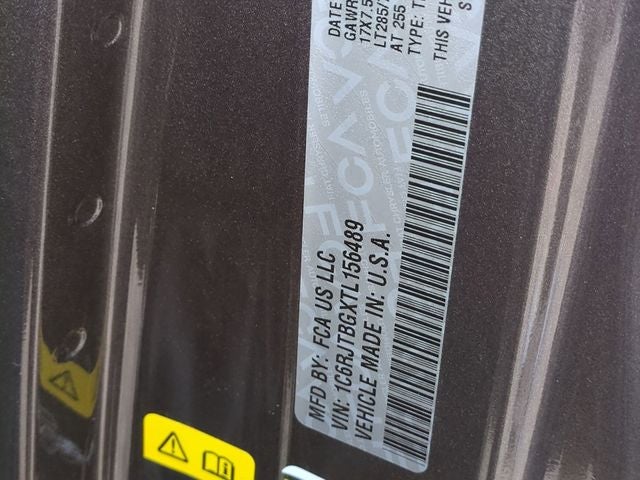 MFD BY: FCA US LLC
VIN: 1C6RJTBGXTL156489
VEHICLE MADE IN: U.S.A.
DATE
GAWR
17X7.5
LT285/
AT 255
TYPE: T
THIS VEHI
S